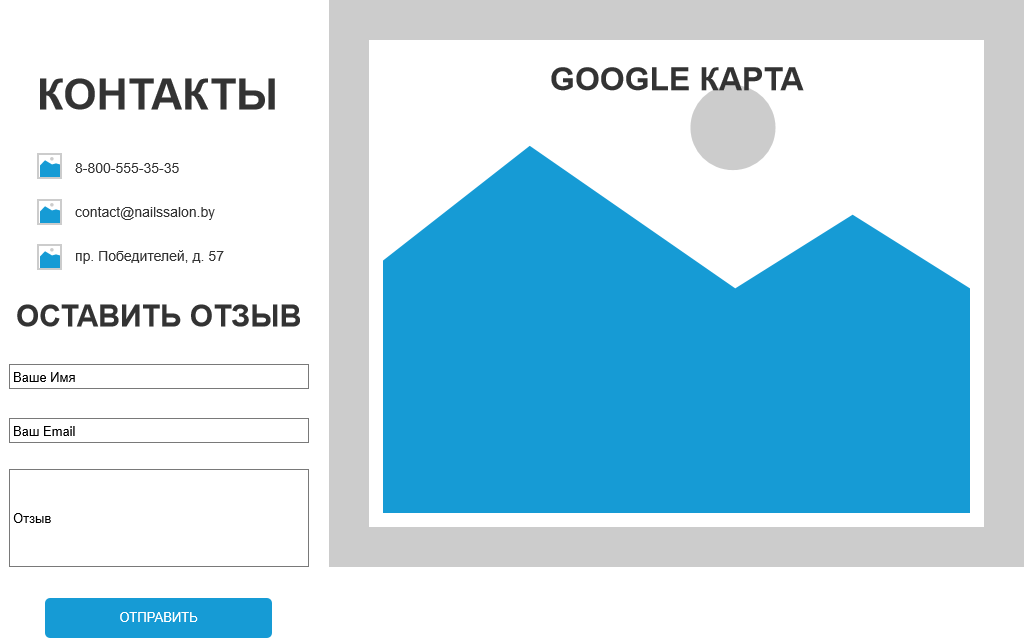 КОНТАКТЫ
8-800-555-35-35
contact@nailssalon.by
пр. Победителей, д. 57
ОСТАВИТЬ ОТЗЫВ
Ваше Имя
Ваш Email
Отзыв
ОТПРАВИТЬ
GOOGLE КАРТА